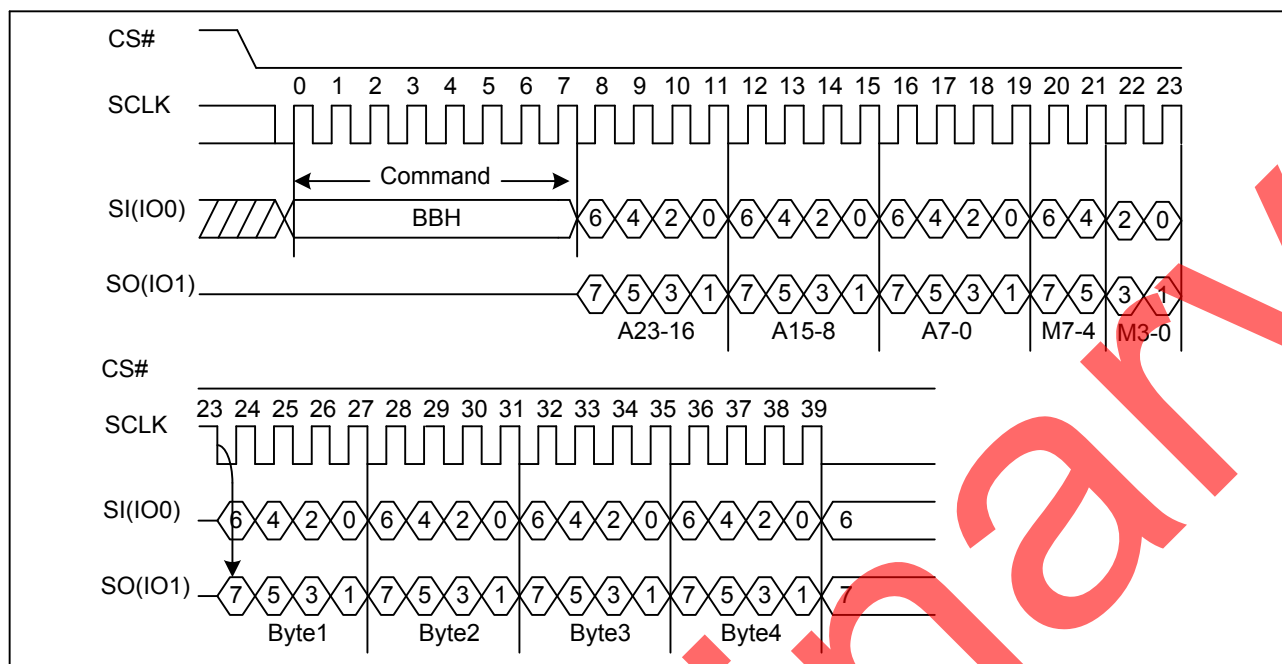 CS#
0 1 2 3 4 5 6 7 8 9 10 11 12 13 14 15 16 17 18 19 20 21 22 23
SCLK
Command
SI(IO0) BBH 6 4 2 0 6 4 2 0 6 4 2 0 6 4 2 0
SO(IO1) 7 5 3 1 7 5 3 1 7 5 3 1 7 5 3 1
A23-16 A15-8 A7-0 M7-4 M3-0
CS#
23 24 25 26 27 28 29 30 31 32 33 34 35 36 37 38 39
SCLK
SI(IO0) 6 4 2 0 6 4 2 0 6 4 2 0 6 4 2 0 6
SO(IO1) 7 5 3 1 7 5 3 1 7 5 3 1 7 5 3 1 7
Byte1 Byte2 Byte3 Byte4